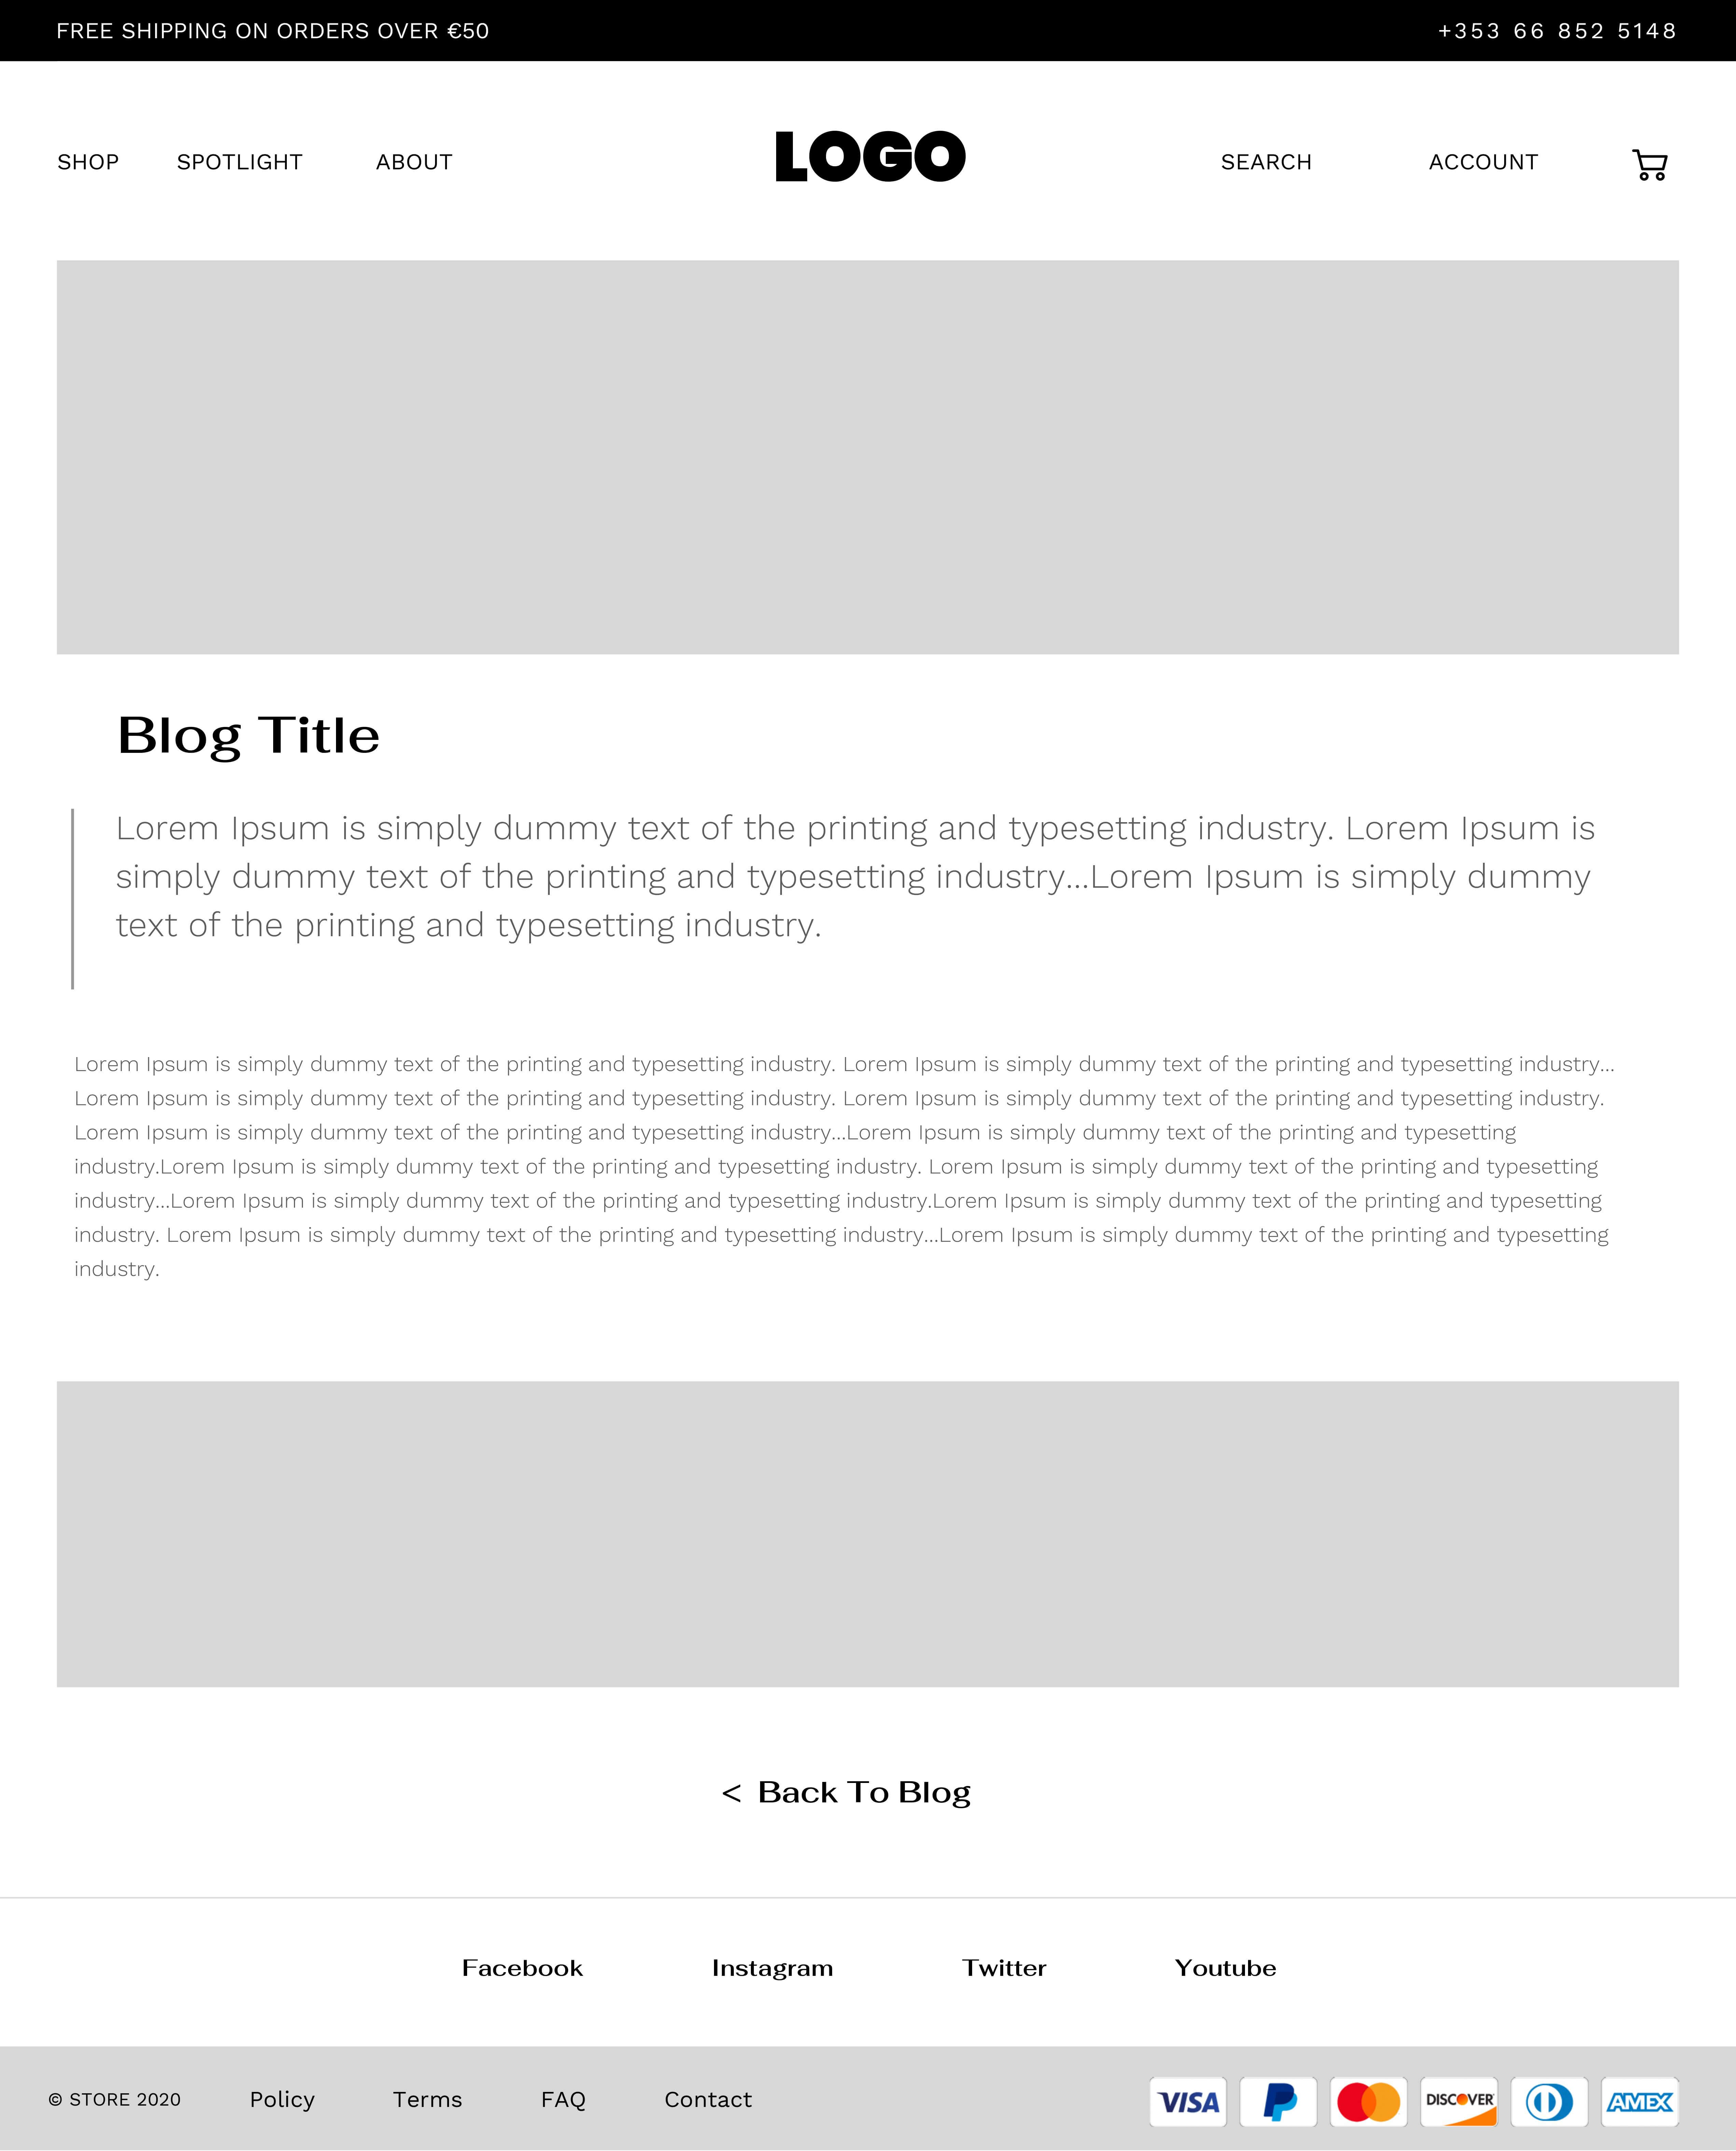 FREE SHIPPING ON ORDERS OVER €50
+353 66 852 5148
SHOP
SPOTLIGHT
ABOUT
LOGO
SEARCH
ACCOUNT
Blog Title
Lorem Ipsum is simply dummy text of the printing and typesetting industry. Lorem Ipsum is
simply dummy text of the printing and typesetting industry...Lorem Ipsum is simply dummy
text of the printing and typesetting industry.
Lorem Ipsum is simply dummy text of the printing and typesetting industry. Lorem Ipsum is simply dummy text of the printing and typesetting industry...
Lorem Ipsum is simply dummy text of the printing and typesetting industry. Lorem Ipsum is simply dummy text of the printing and typesetting industry.
Lorem Ipsum is simply dummy text of the printing and typesetting industry...Lorem Ipsum is simply dummy text of the printing and typesetting
industry.Lorem Ipsum is simply dummy text of the printing and typesetting industry. Lorem Ipsum is simply dummy text of the printing and typesetting
industry...Lorem Ipsum is simply dummy text of the printing and typesetting industry.Lorem Ipsum is simply dummy text of the printing and typesetting
industry. Lorem Ipsum is simply dummy text of the printing and typesetting industry...Lorem Ipsum is simply dummy text of the printing and typesetting
industry.
< Back To Blog
Facebook
Instagram
Twitter
Youtube
© STORE 2020
Policy
Terms
FAQ
Contact
VISA
DISCOVER
AMEX